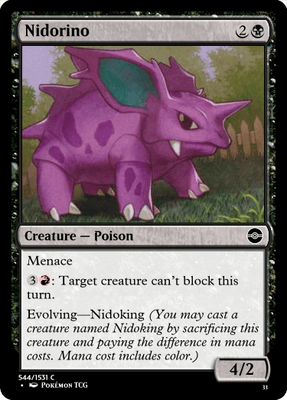 Nidorino 2
Creature — Poison
Menace
3 R: Target creature can't block this
turn.
Evolving—Nidoking (You may cast a
creature named Nidoking by sacrificing this
creature and paying the difference in mana
costs. Mana cost includes color.)
4/2
544/1531 C
• Pokémon TCG